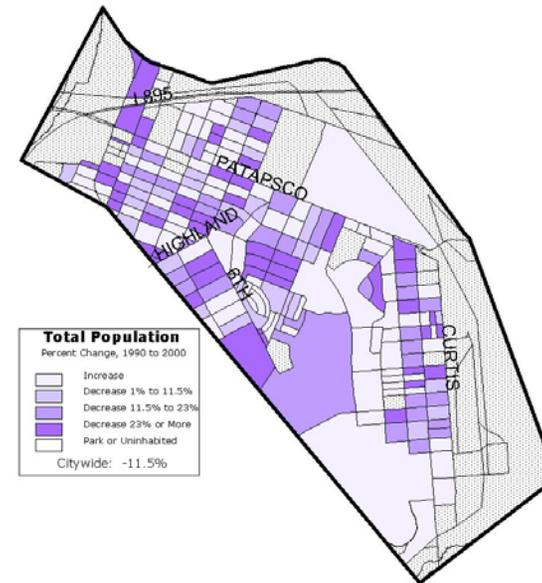 I 895
PATAPSCO
HIGHLAND
6TH
CURTIS
Total Population
Percent Change, 1990 to 2000
Increase
Decrease 1% to 11.5%
Decrease 11.5% to 23%
Decrease 23% or More
Park or Uninhabited
Citywide: -11.5%